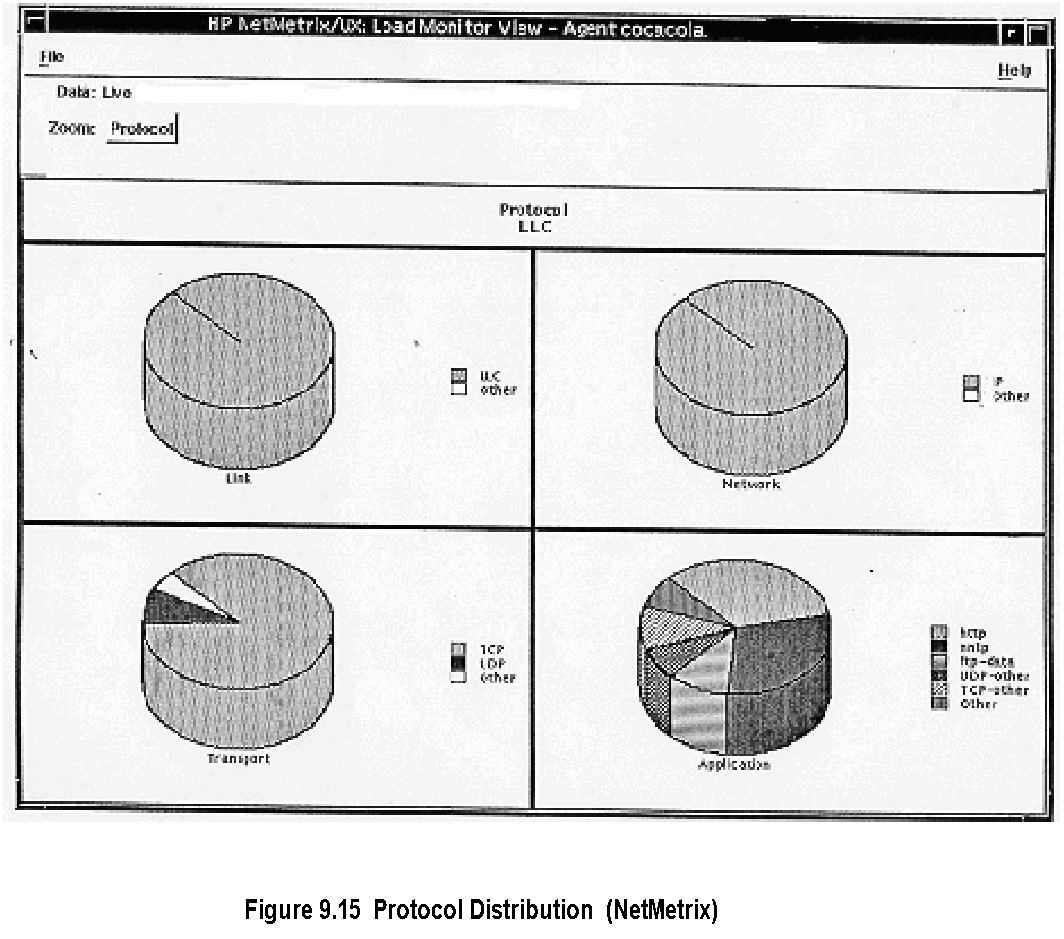 HP NetMetrix/UX: Load Monitor View - Agent cocacola.
File
Help
Data: Live
Zoom: Protocol
Protocol
LLC
LLC
other
Link
IP
Other
Network
TCP
UDP
Other
Transport
http
nntp
ftp-data
UDP-other
TCP-other
Other
Application
Figure 9.15 Protocol Distribution (NetMetrix)